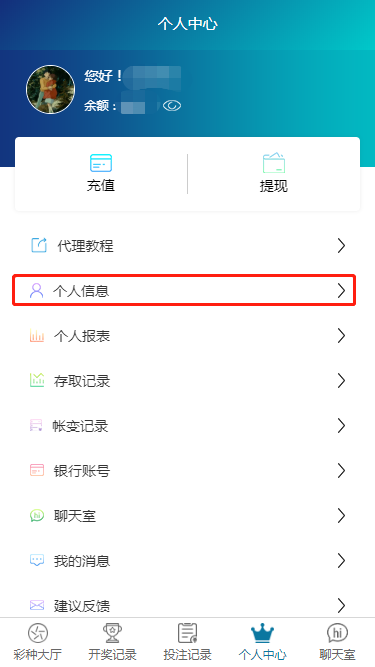 个人中心
您好！
余额：
充值 提现
代理教程
个人信息
个人报表
存取记录
帐变记录
银行账号
聊天室
我的消息
建议反馈
彩种大厅 开奖记录 投注记录 个人中心 聊天室